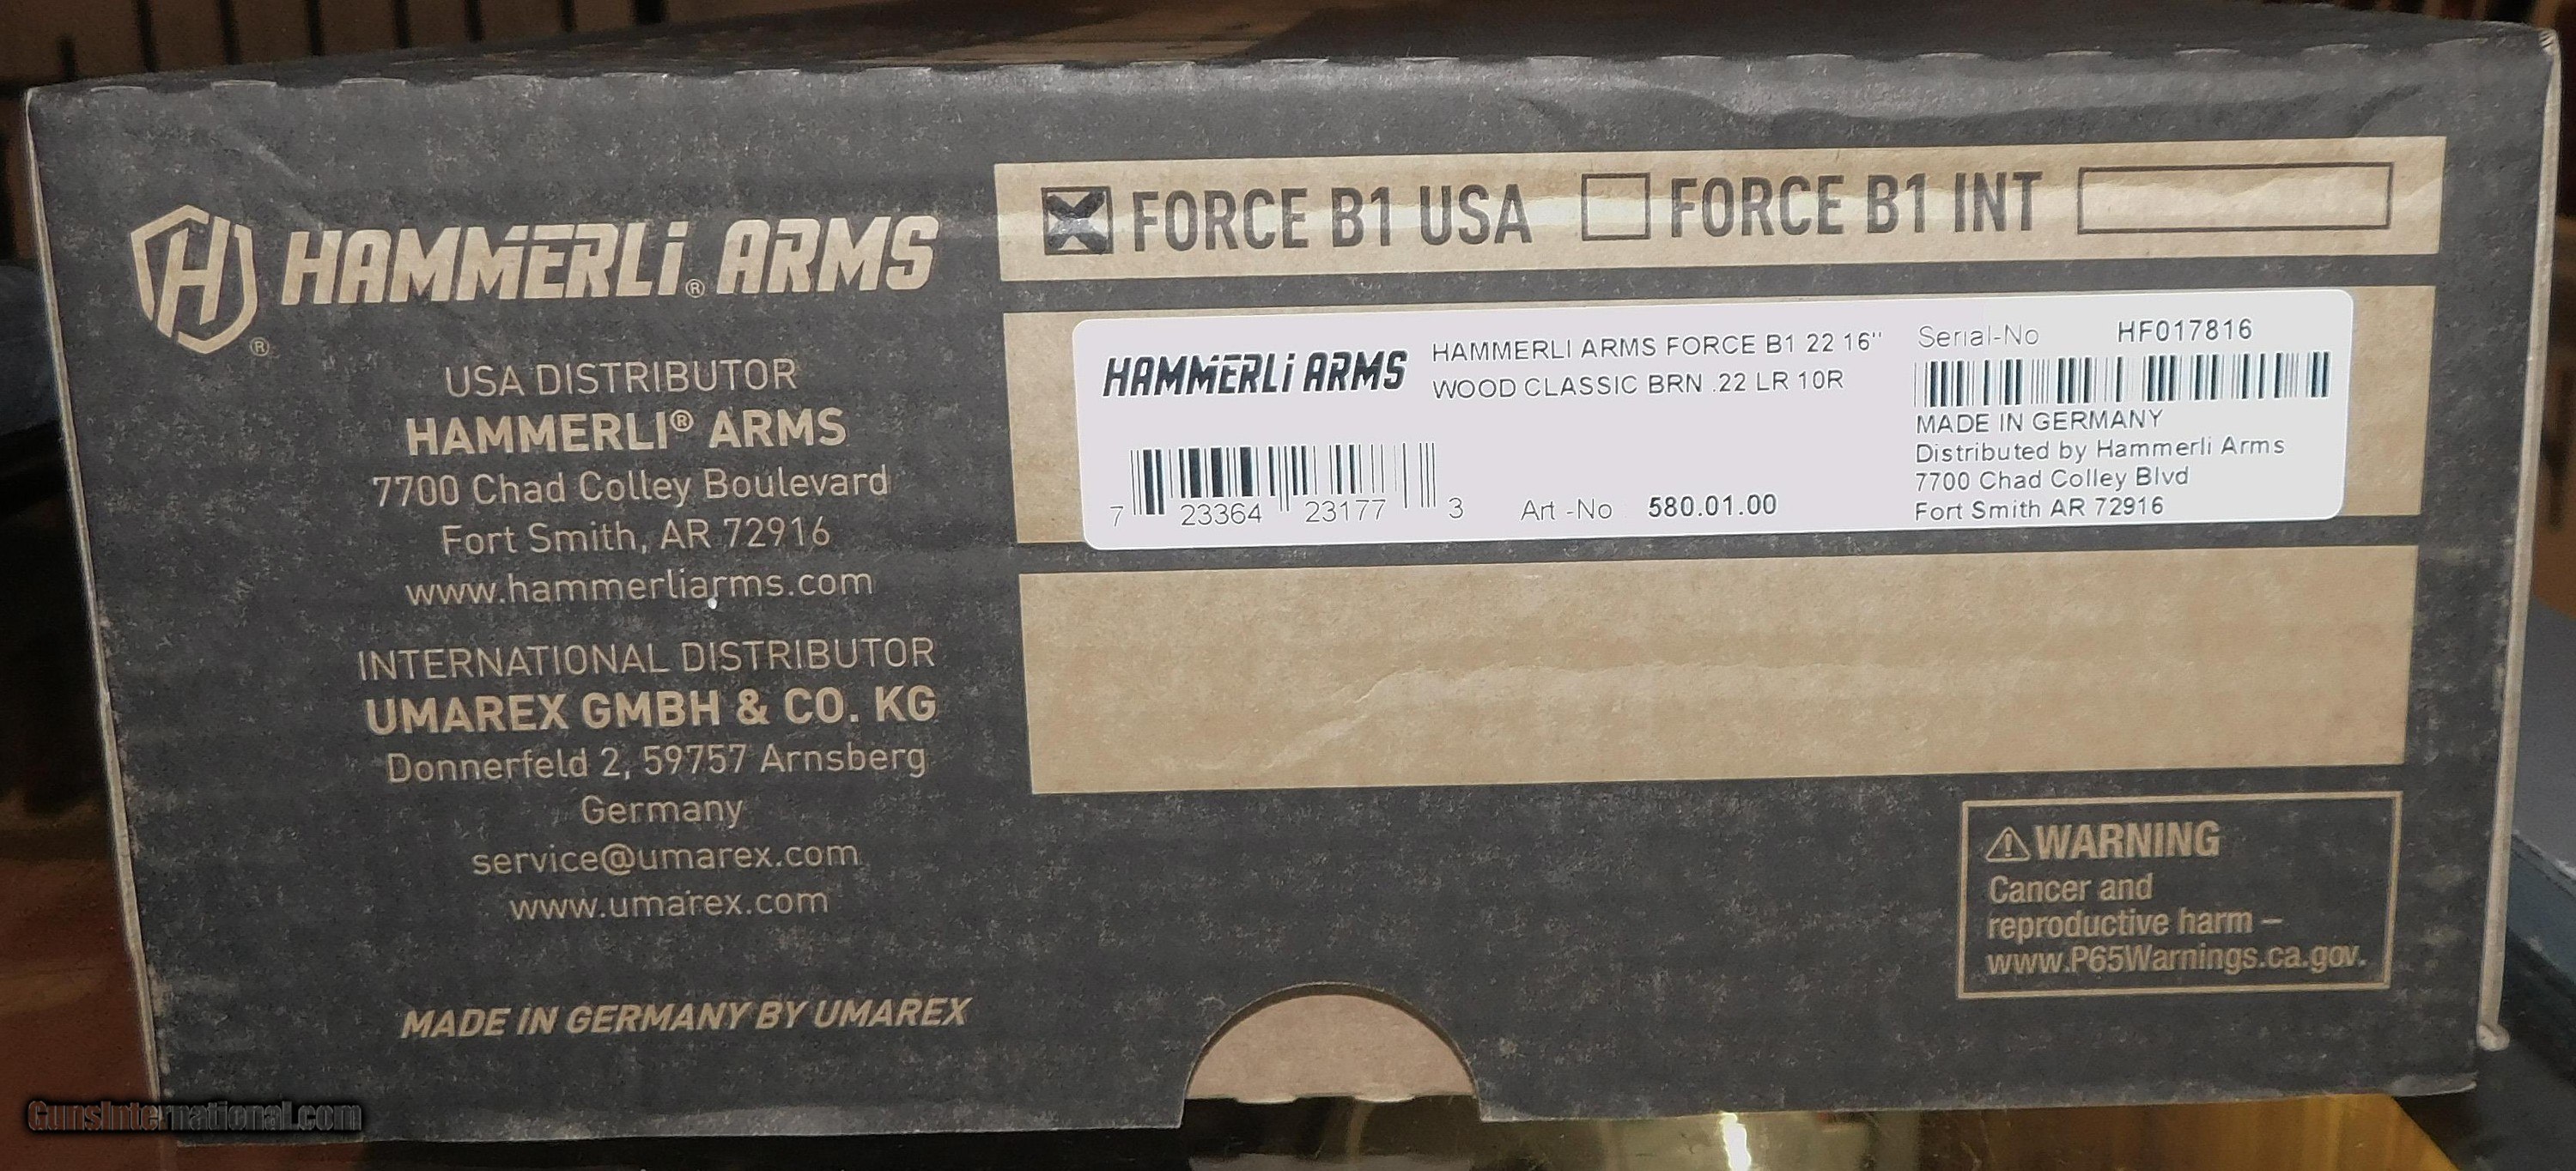 H
®
HAMMERLi® ARMS
USA DISTRIBUTOR
HAMMERLI® ARMS
7700 Chad Colley Boulevard
Fort Smith, AR 72916
www.hammerliarms.com
INTERNATIONAL DISTRIBUTOR
UMAREX GMBH & CO. KG
Donnerfeld 2, 59757 Arnsberg
Germany
service@umarex.com
www.umarex.com
MADE IN GERMANY BY UMAREX
FORCE B1 USA FORCE B1 INT
HAMMERLi ARMS
HAMMERLI ARMS FORCE B1 22 16"
WOOD CLASSIC BRN .22 LR 10R
7 23364 23177 3
Art -No 580.01.00
Serial-No HF017816
MADE IN GERMANY
Distributed by Hammerli Arms
7700 Chad Colley Blvd
Fort Smith AR 72916
⚠WARNING
Cancer and
reproductive harm –
www.P65Warnings.ca.gov.
GunsInternational.com